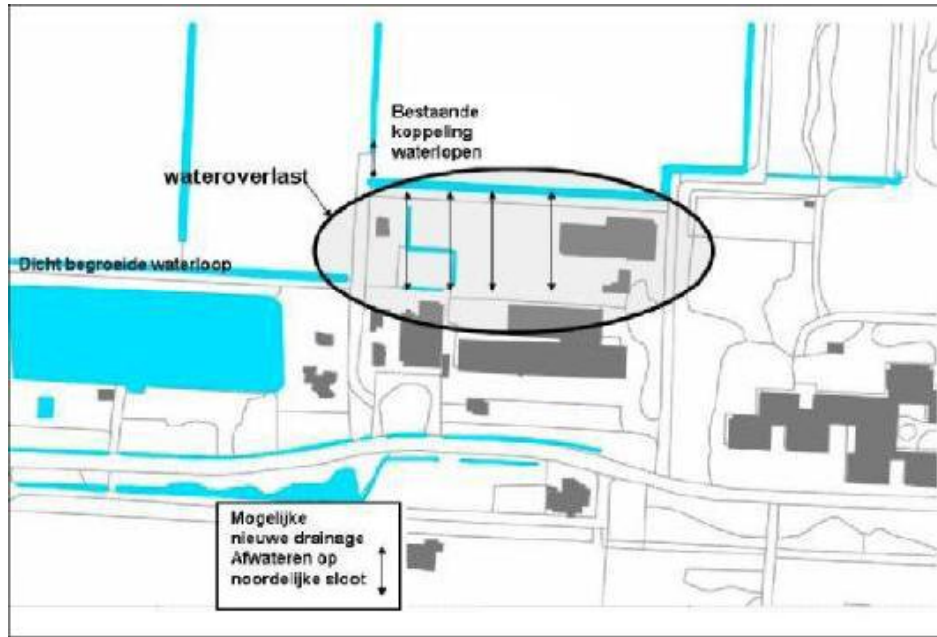 Bestaande
koppeling
waterlopen
wateroverlast
Dicht begroeide waterloop
Mogelijke
nieuwe drainage
Afwateren op
noordelijke sloot